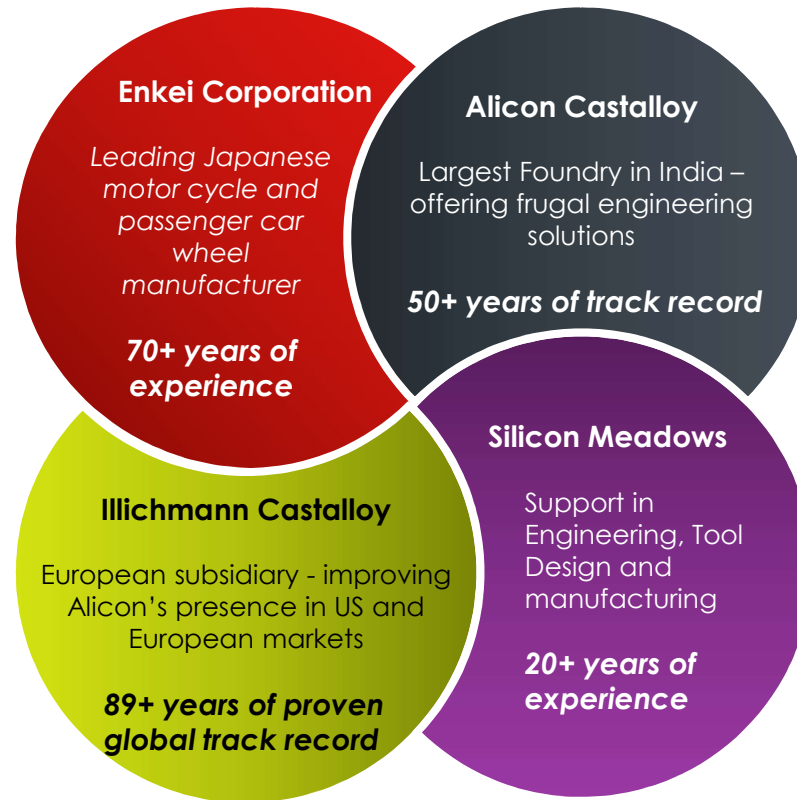 Enkei Corporation
Leading Japanese
motor cycle and
passenger car
wheel
manufacturer
70+ years of
experience
Alicon Castalloy
Largest Foundry in India –
offering frugal engineering
solutions
50+ years of track record
Illichmann Castalloy
European subsidiary - improving
Alicon's presence in US and
European markets
89+ years of proven
global track record
Silicon Meadows
Support in
Engineering, Tool
Design and
manufacturing
20+ years of
experience